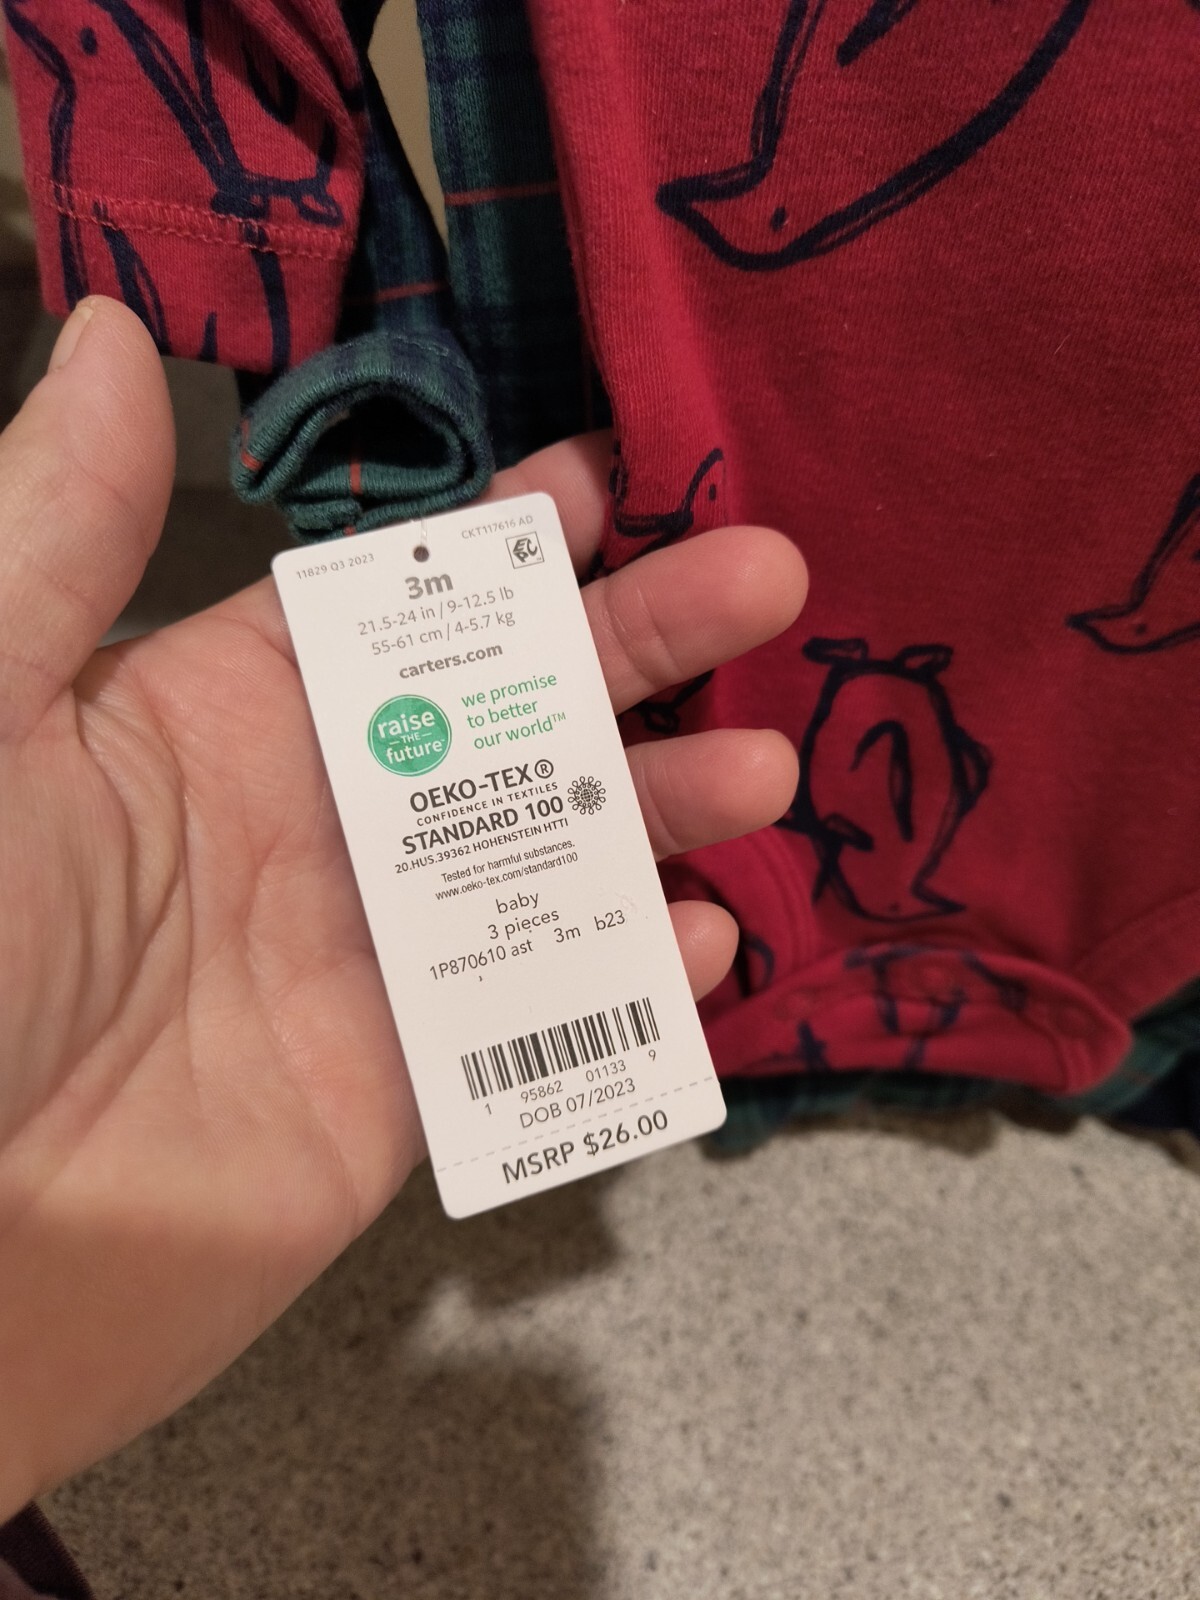 11829 Q3 2023
CKT117616 AD
EPC
3m
21.5-24 in / 9-12.5 lb
55-61 cm / 4-5.7 kg
carters.com
raise
THE
future
we promise
to better
our world™
OEKO-TEX®
CONFIDENCE IN TEXTILES
STANDARD 100
20.HUS.39362 HOHENSTEIN HTTI
Tested for harmful substances.
www.oeko-tex.com/standard100
baby
3 pieces
1P870610 ast 3m b23
1 95862 01133 9
DOB 07/2023
MSRP $26.00